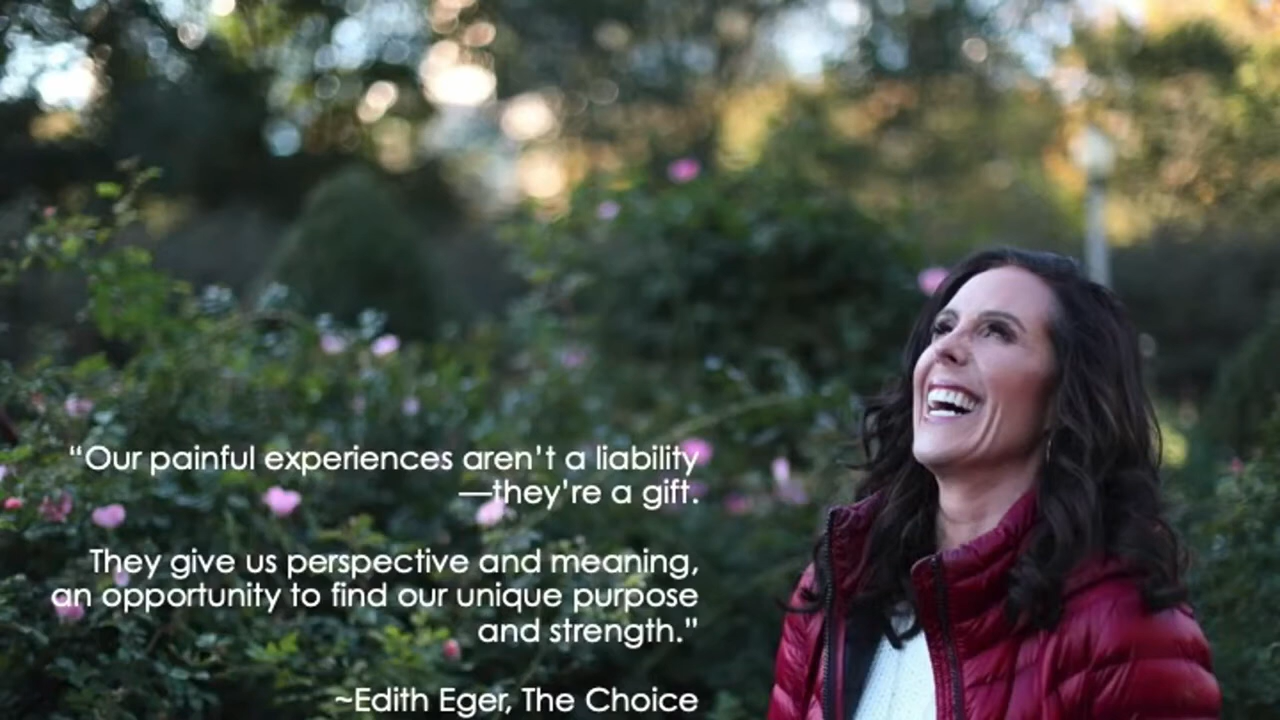 “Our painful experiences aren’t a liability
—they’re a gift.
They give us perspective and meaning,
an opportunity to find our unique purpose
and strength.”
~Edith Eger, The Choice